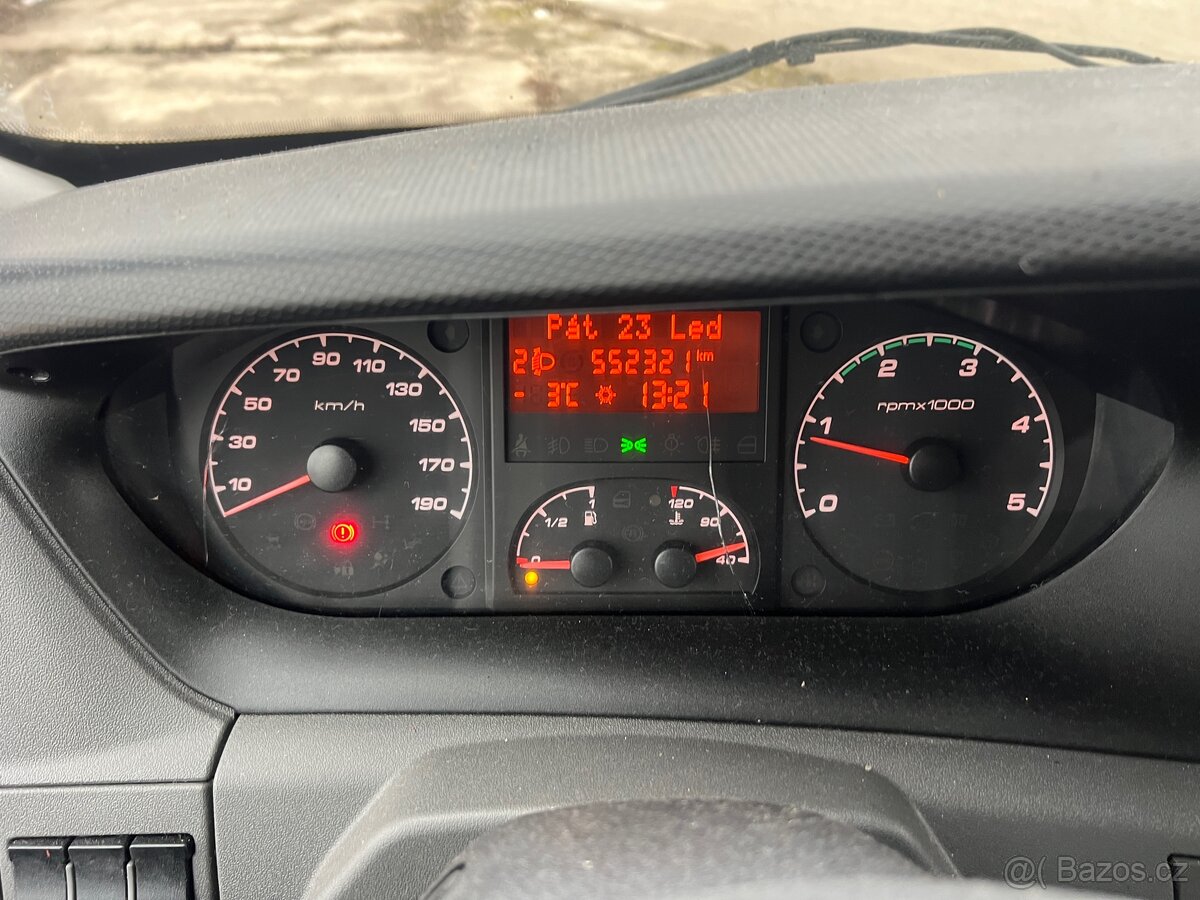 Pát 23 Led
2 552321 km
- 3°C 13:21
km/h
10 30 50 70 90 110 130 150 170 190
1/2 1
0
120 90 40
rpmx1000
0 1 2 3 4 5
@( Bazos.cz